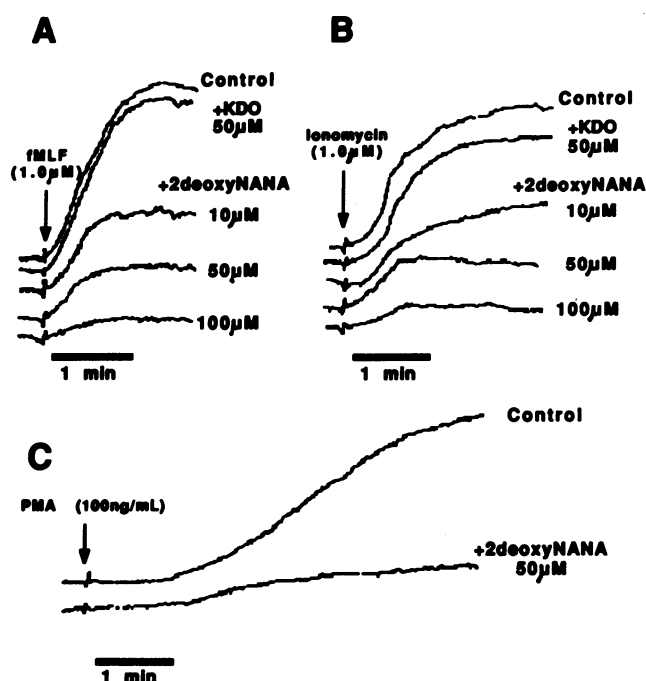 A
Control
+KDO
50µM
fMLF
(1.0µM)
+2deoxyNANA
10µM
50µM
100µM
1 min
B
Control
+KDO
50µM
Ionomycin
(1.0µM)
+2deoxyNANA
10µM
50µM
100µM
1 min
C
Control
PMA (100ng/mL)
+2deoxyNANA
50µM
1 min